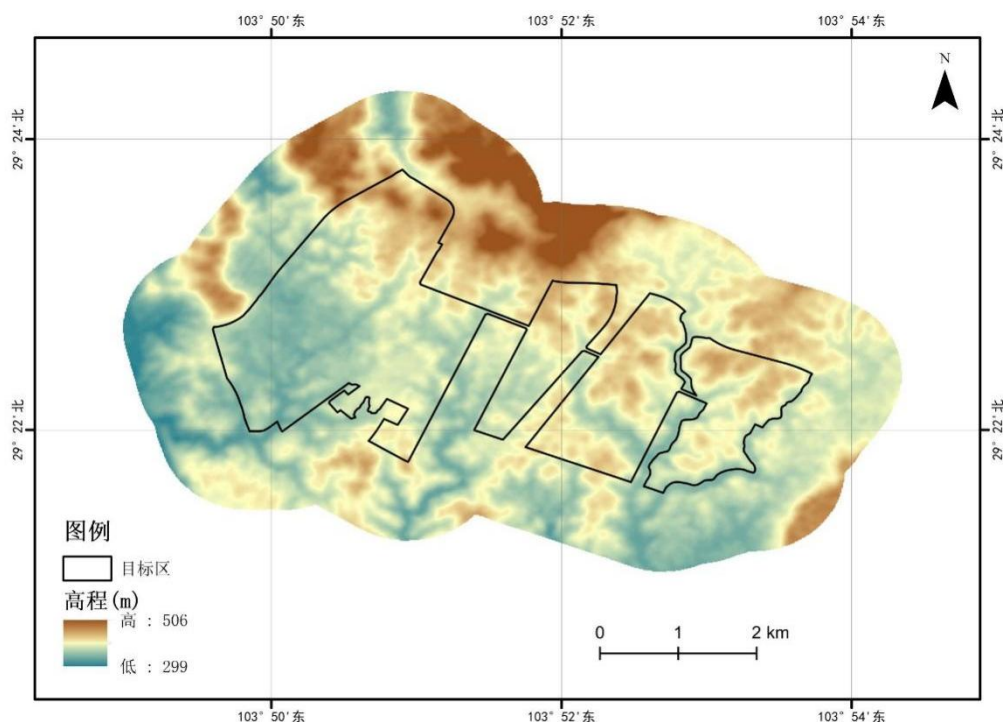 103° 50′东
103° 52′东
103° 54′东
N
29° 24′北
29° 24′北
29° 22′北
29° 22′北
图例
目标区
高程(m)
高 : 506
低 : 299
0 1 2 km
103° 50′东
103° 52′东
103° 54′东